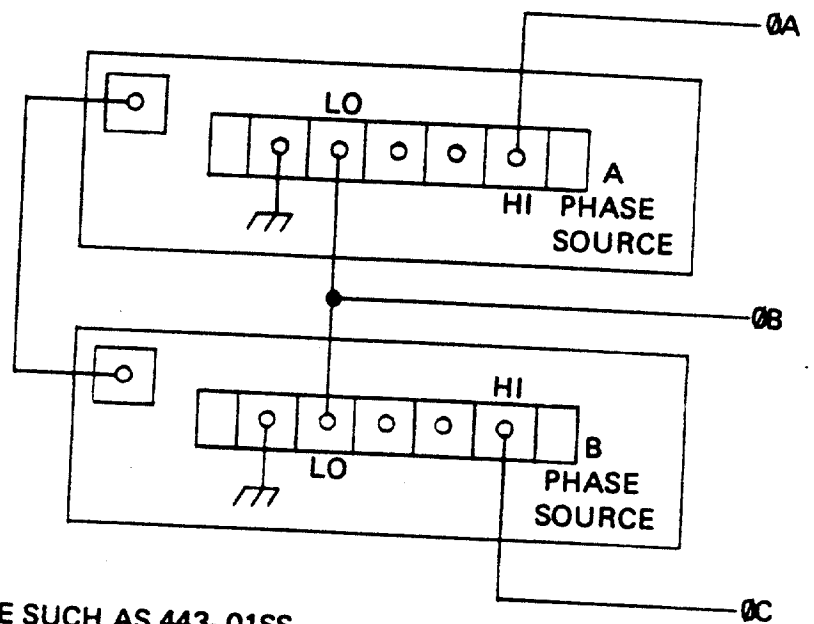 ØA
LO
A
HI PHASE
SOURCE
ØB
HI
B
LO
PHASE
SOURCE
ØC
E SUCH AS 443-01SS